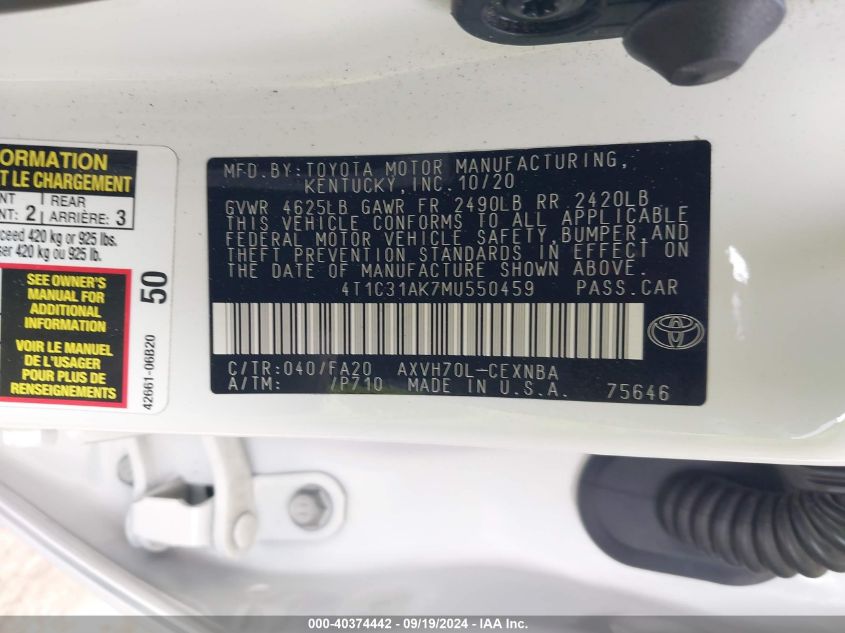 ORMATION
T LE CHARGEMENT
NT
REAR
NT: 2
ARRIÈRE: 3
ceed 420 kg or 925 lbs.
ser 420 kg ou 925 lb.
SEE OWNER'S
MANUAL FOR
ADDITIONAL
INFORMATION
VOIR LE MANUEL
DE L'USAGER
POUR PLUS DE
RENSEIGNEMENTS
50
42661-06B20
MFD.BY:TOYOTA MOTOR MANUFACTURING,
KENTUCKY,INC.10/20
GVWR 4625LB GAWR FR 2490LB RR 2420LB
THIS VEHICLE CONFORMS TO ALL APPLICABLE
FEDERAL MOTOR VEHICLE SAFETY,BUMPER,AND
THEFT PREVENTION STANDARDS IN EFFECT ON
THE DATE OF MANUFACTURE SHOWN ABOVE.
4T1C31AK7MU550459 PASS.CAR
C/TR:040/FA20 AXVH70L-CEXNBA
A/TM: /P710 MADE IN U.S.A. 75646
000-40374442 - 09/19/2024 - IAA Inc.